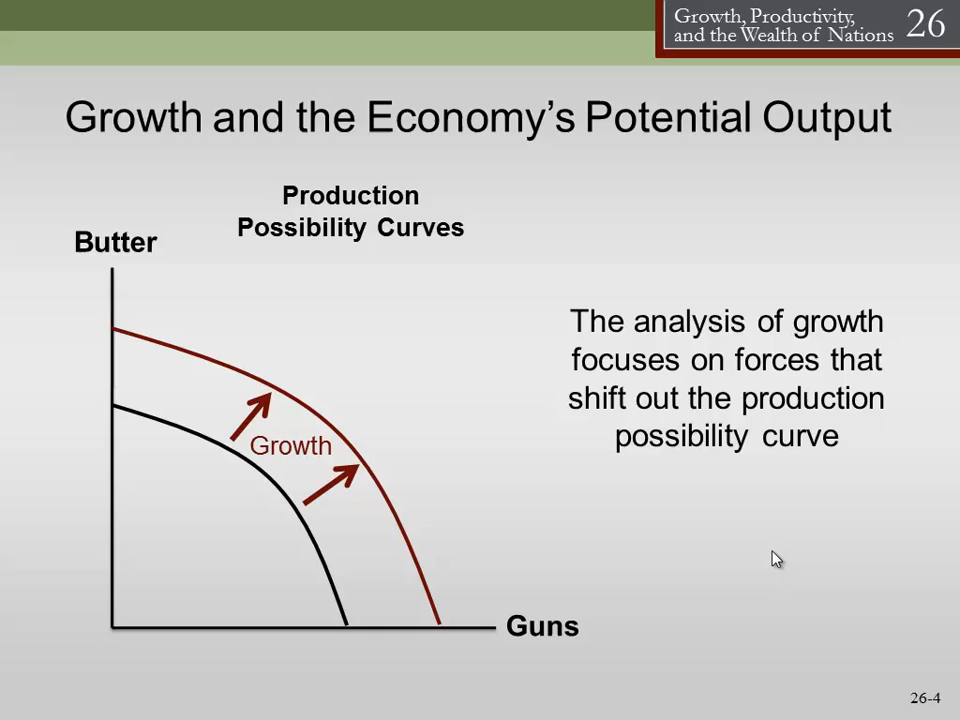 Growth, Productivity,
and the Wealth of Nations
26
Growth and the Economy’s Potential Output
Production
Possibility Curves
Butter
The analysis of growth
focuses on forces that
shift out the production
possibility curve
Growth
Guns
26-4